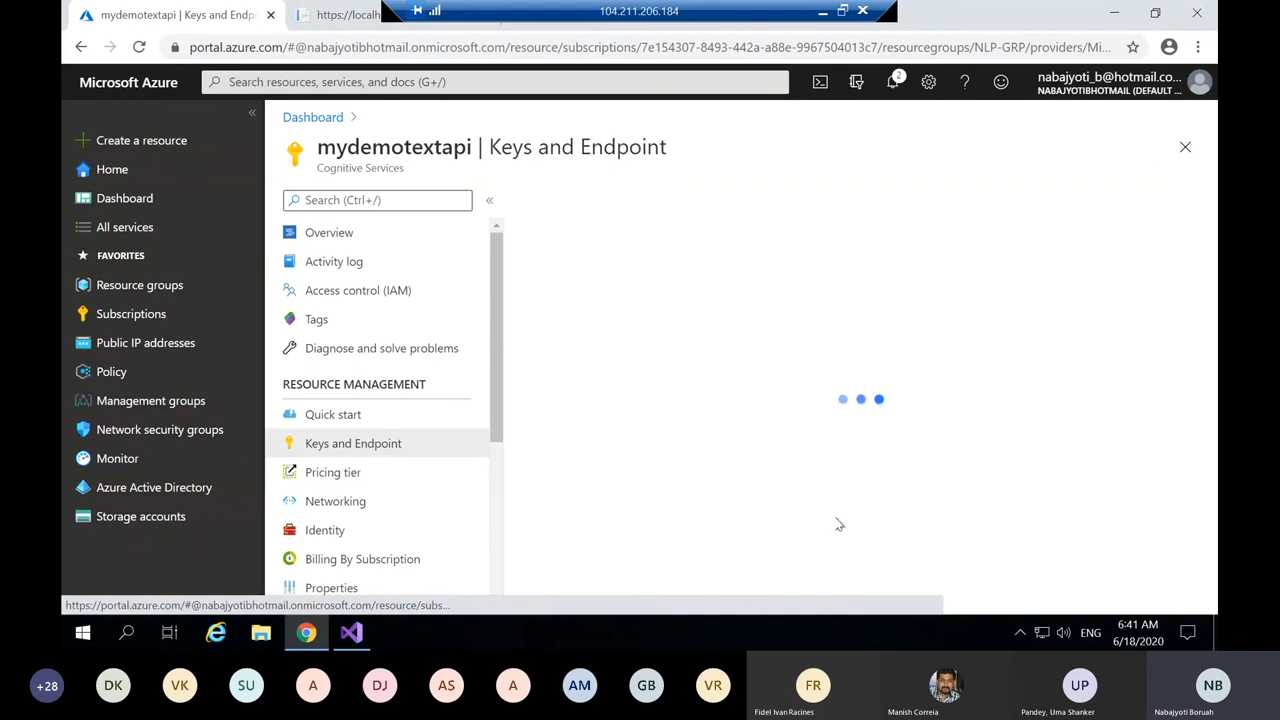 mydemotextapi | Keys and Endpo
https://localh
104.211.206.184
portal.azure.com/#@nabajyotibhotmail.onmicrosoft.com/resource/subscriptions/7e154307-8493-442a-a88e-9967504013c7/resourcegroups/NLP-GRP/providers/Mi...
Microsoft Azure
Search resources, services, and docs (G+/)
2
nabajyoti_b@hotmail.co...
NABAJYOTIBHOTMAIL (DEFAULT ...
Create a resource
Home
Dashboard
All services
FAVORITES
Resource groups
Subscriptions
Public IP addresses
Policy
Management groups
Network security groups
Monitor
Azure Active Directory
Storage accounts
Dashboard >
mydemotextapi | Keys and Endpoint
Cognitive Services
Search (Ctrl+/)
Overview
Activity log
Access control (IAM)
Tags
Diagnose and solve problems
RESOURCE MANAGEMENT
Quick start
Keys and Endpoint
Pricing tier
Networking
Identity
Billing By Subscription
Properties
https://portal.azure.com/#@nabajyotibhotmail.onmicrosoft.com/resource/subs...
ENG
6:41 AM
6/18/2020
+28
DK
VK
SU
A
DJ
AS
A
AM
GB
VR
FR
Fidel Ivan Racines
Manish Correia
UP
Pandey, Uma Shanker
NB
Nabajyoti Boruah